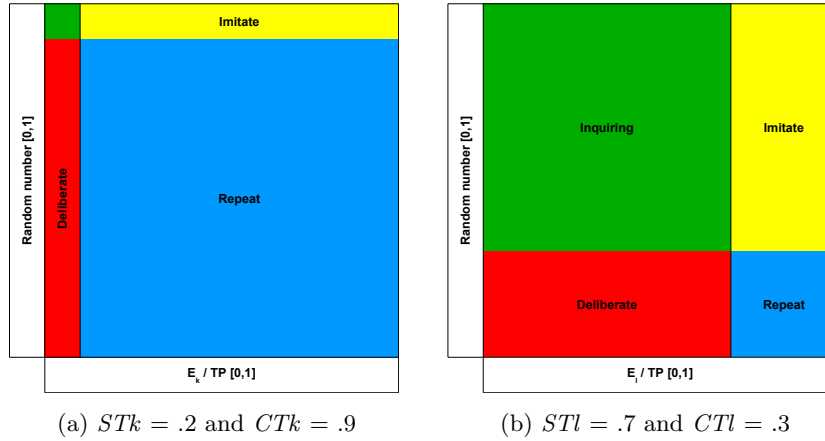 Imitate
Random number [0,1]
Deliberate
Repeat
E_k / TP [0,1]
(a) STk = .2 and CTk = .9
Random number [0,1]
Inquiring
Imitate
Deliberate
Repeat
E_l / TP [0,1]
(b) STl = .7 and CTl = .3